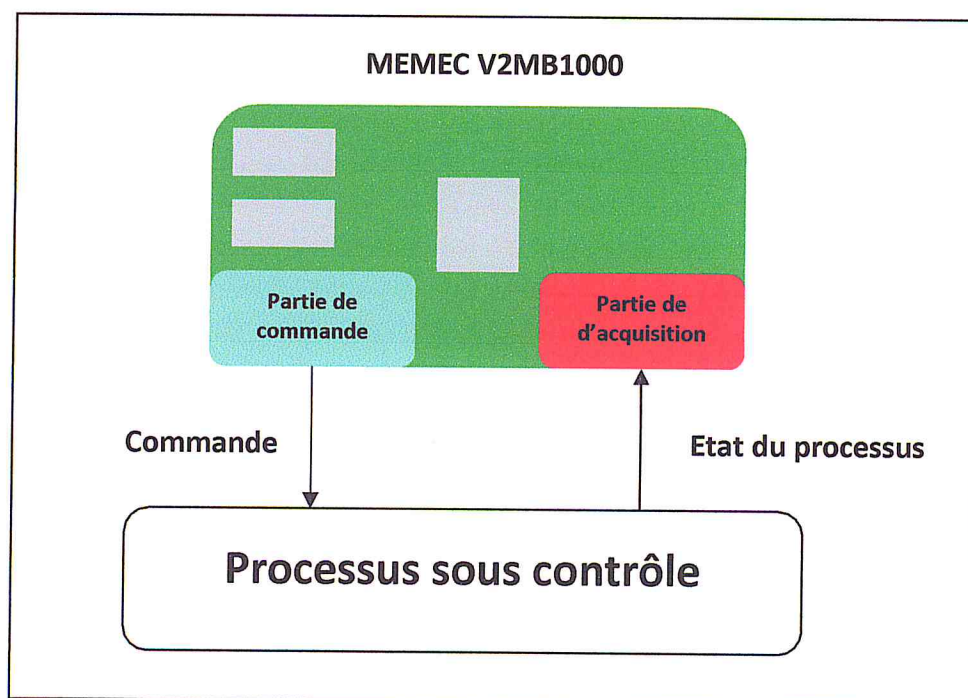 MEMEC V2MB1000
Partie de
commande
Partie de
d'acquisition
Commande
Etat du processus
Processus sous contrôle